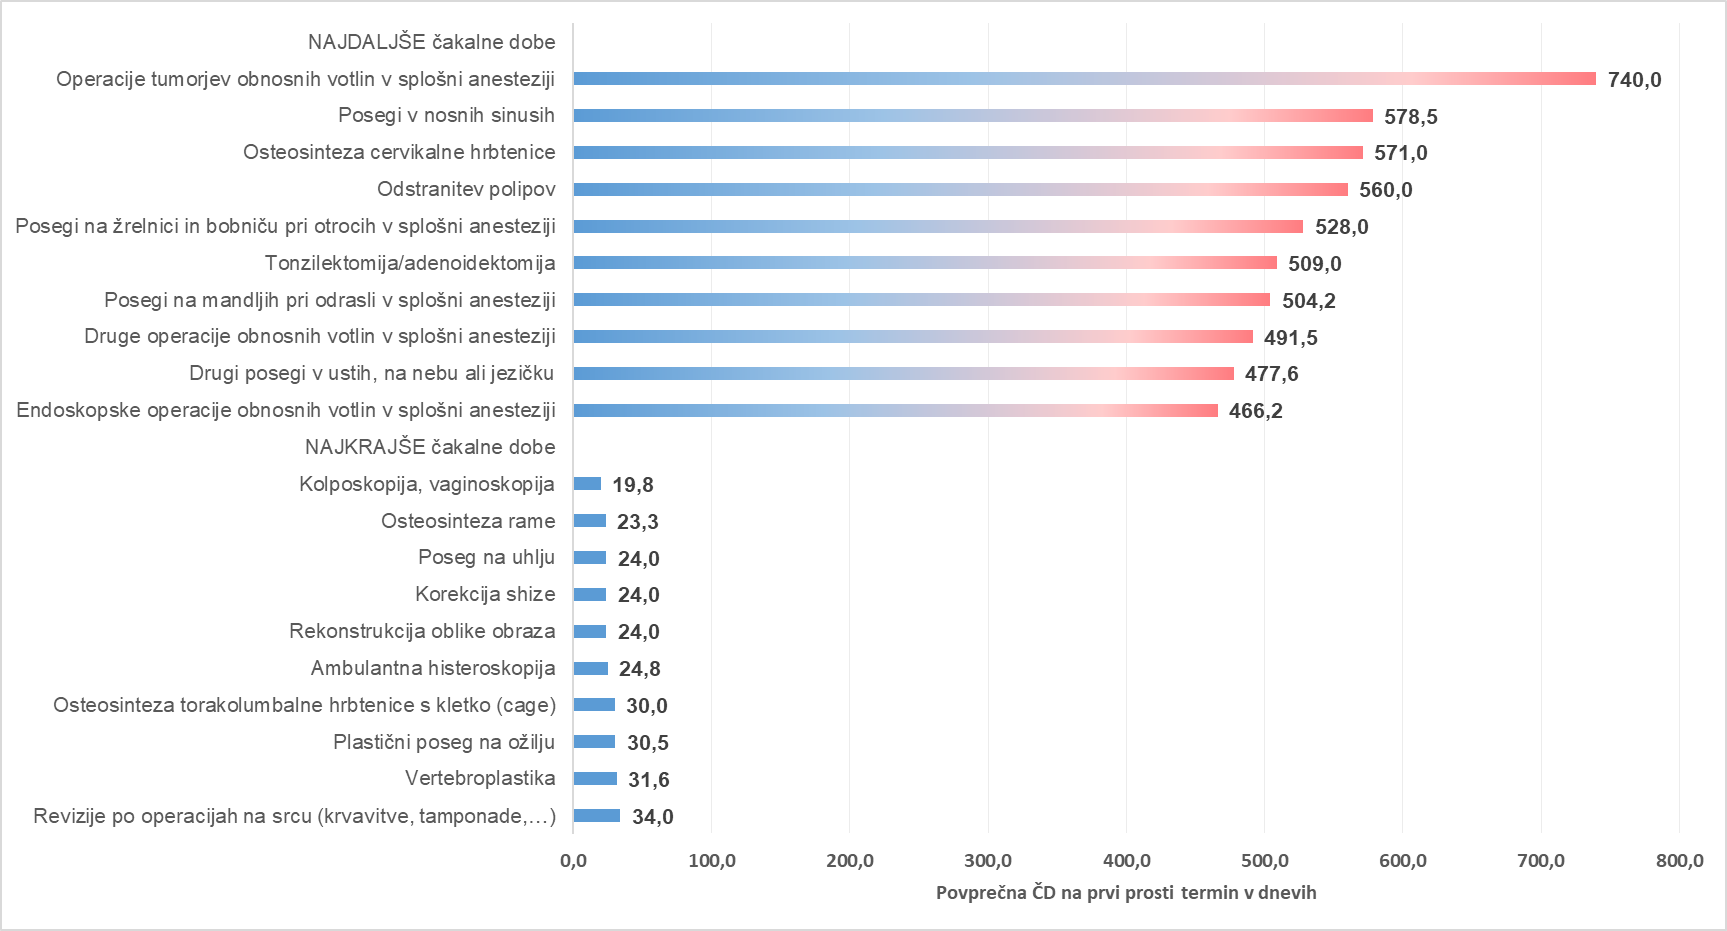 NAJDALJŠE čakalne dobe
Operacije tumorjev obnosnih votlin v splošni anesteziji 740,0
Posegi v nosnih sinusih 578,5
Osteosinteza cervikalne hrbtenice 571,0
Odstranitev polipov 560,0
Posegi na žrelnici in bobniču pri otrocih v splošni anesteziji 528,0
Tonzilektomija/adenoidektomija 509,0
Posegi na mandljih pri odrasli v splošni anesteziji 504,2
Druge operacije obnosnih votlin v splošni anesteziji 491,5
Drugi posegi v ustih, na nebu ali jezičku 477,6
Endoskopske operacije obnosnih votlin v splošni anesteziji 466,2
NAJKRAJŠE čakalne dobe
Kolposkopija, vaginoskopija 19,8
Osteosinteza rame 23,3
Poseg na uhlju 24,0
Korekcija shize 24,0
Rekonstrukcija oblike obraza 24,0
Ambulantna histeroskopija 24,8
Osteosinteza torakolumbalne hrbtenice s kletko (cage) 30,0
Plastični poseg na ožilju 30,5
Vertebroplastika 31,6
Revizije po operacijah na srcu (krvavitve, tamponade,…) 34,0
0,0 100,0 200,0 300,0 400,0 500,0 600,0 700,0 800,0
Povprečna ČD na prvi prosti termin v dnevih